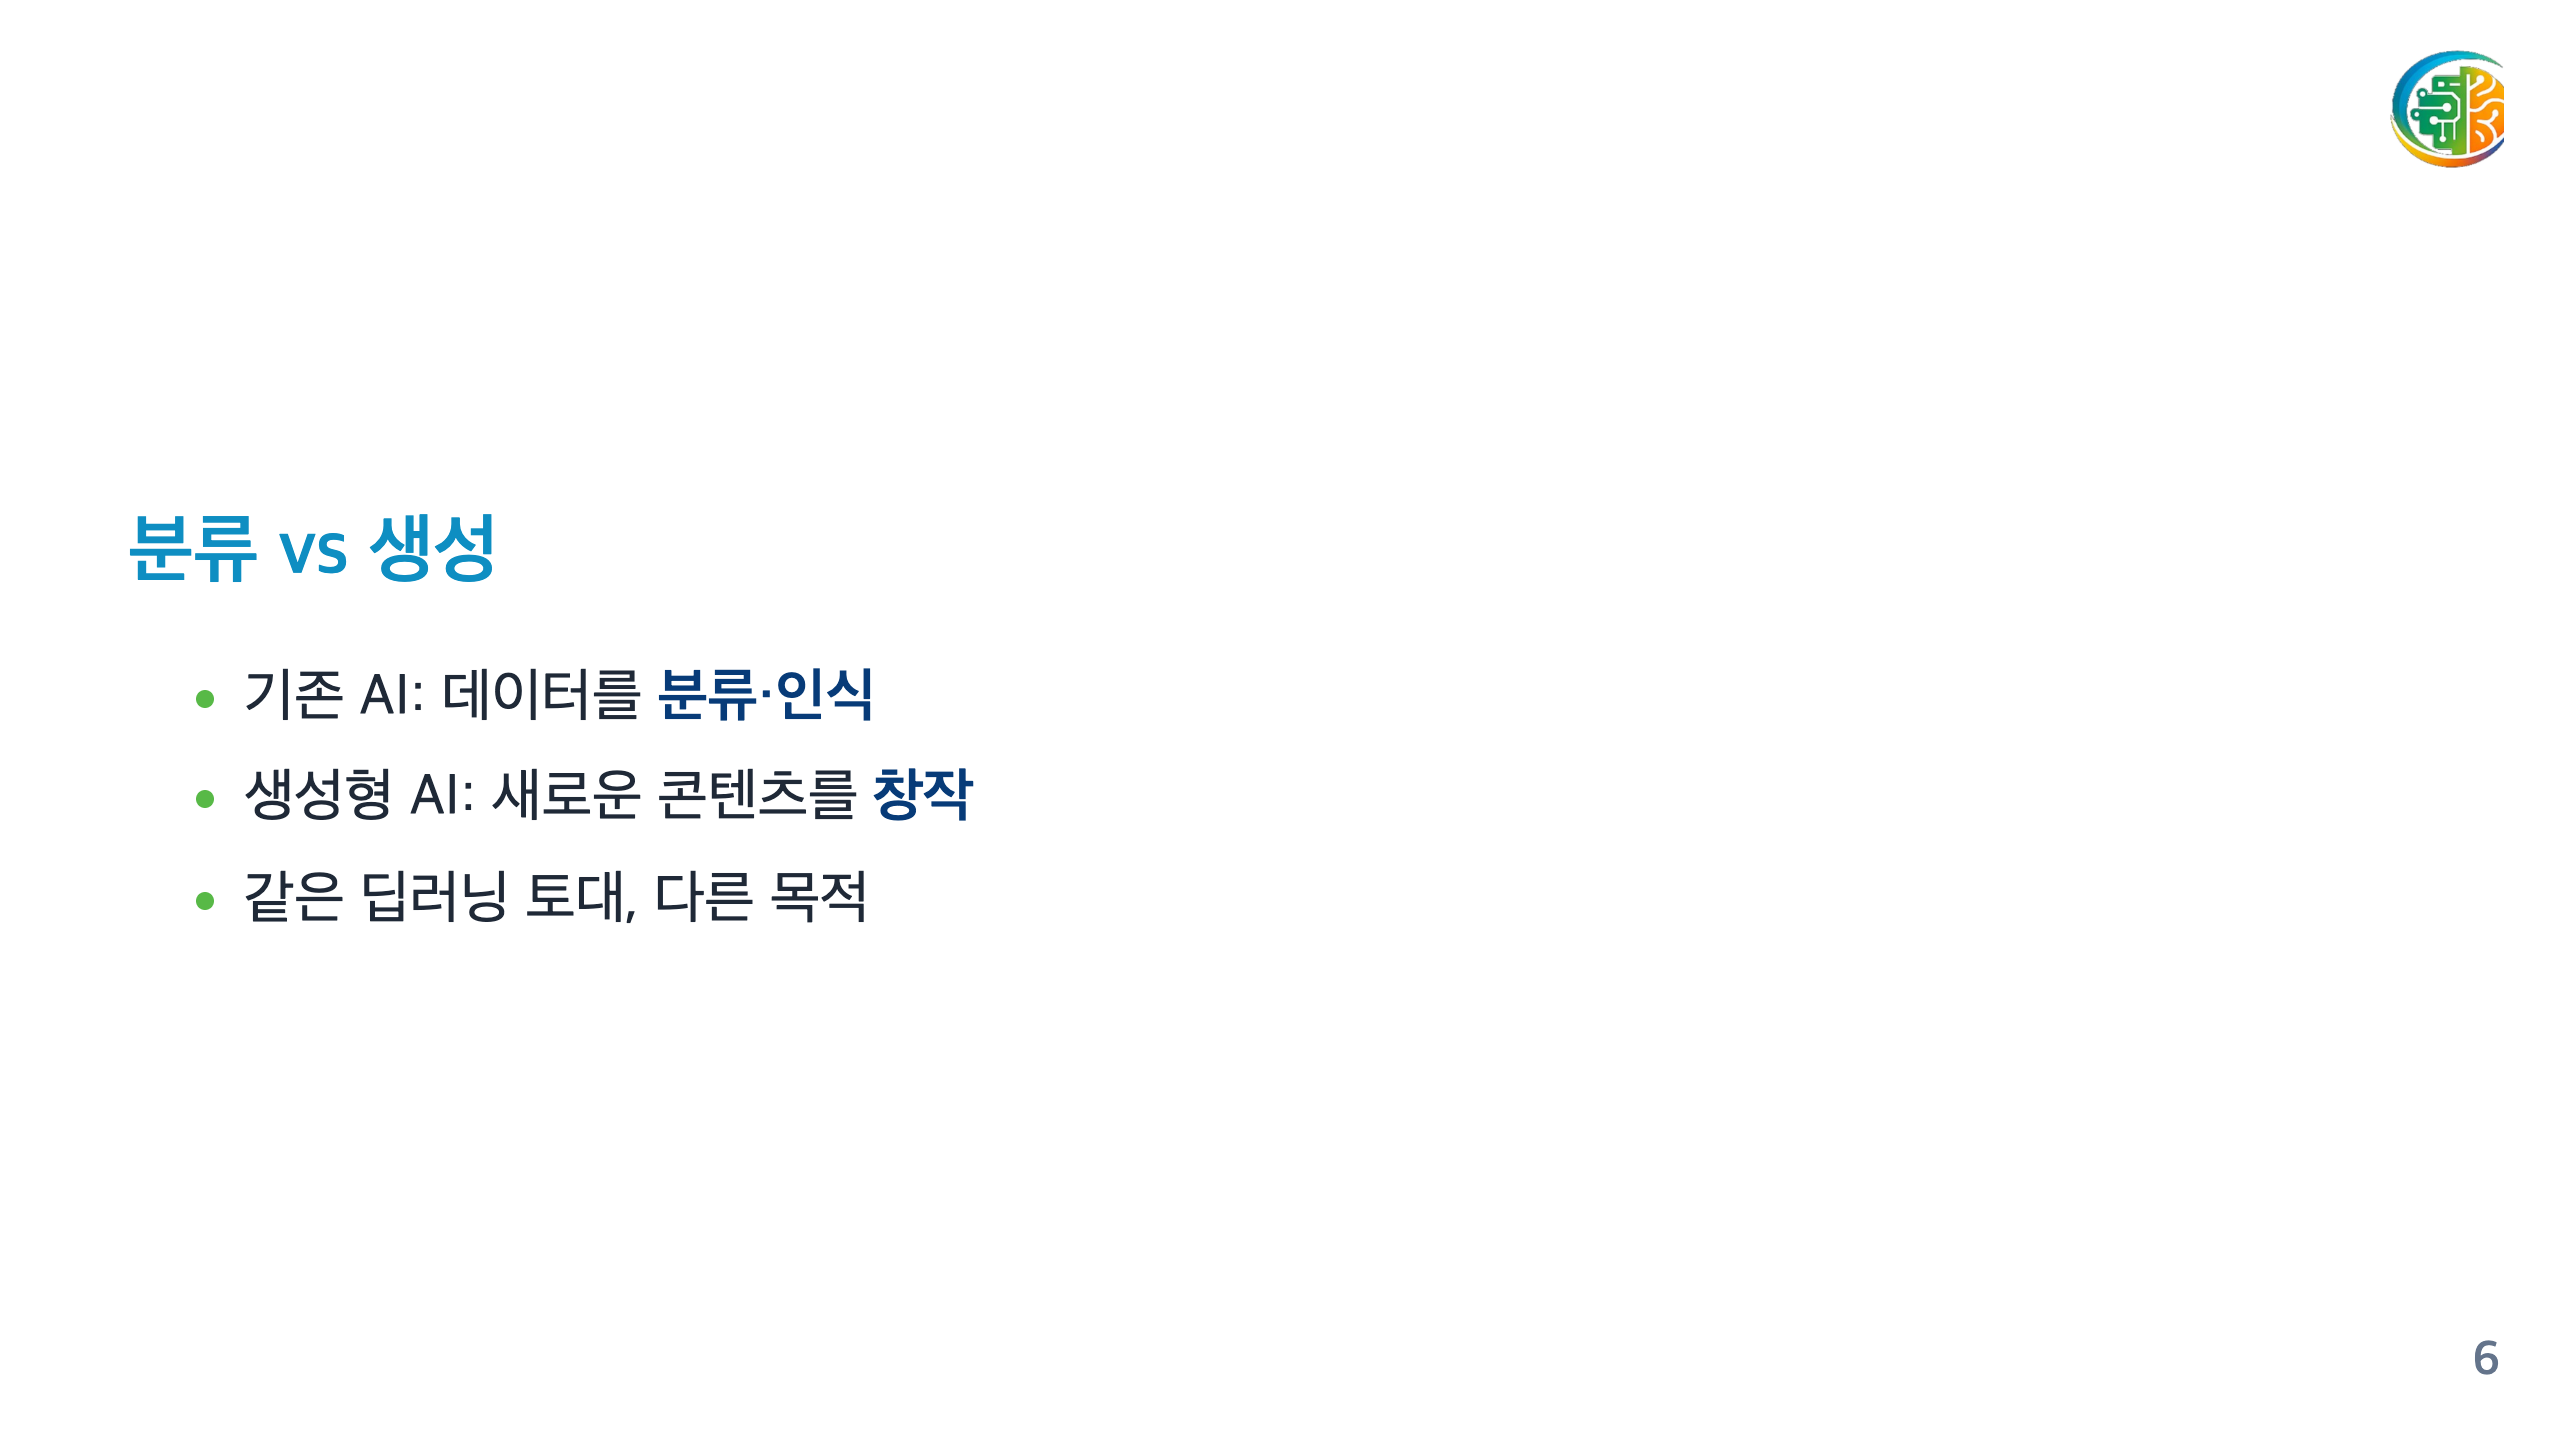 분류 vs 생성
기존 AI: 데이터를 분류·인식
생성형 AI: 새로운 콘텐츠를 창작
같은 딥러닝 토대, 다른 목적
6